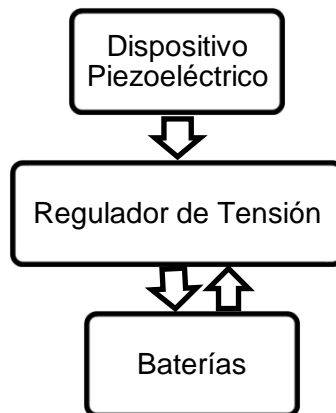 Dispositivo
Piezoeléctrico
Regulador de Tensión
Baterías